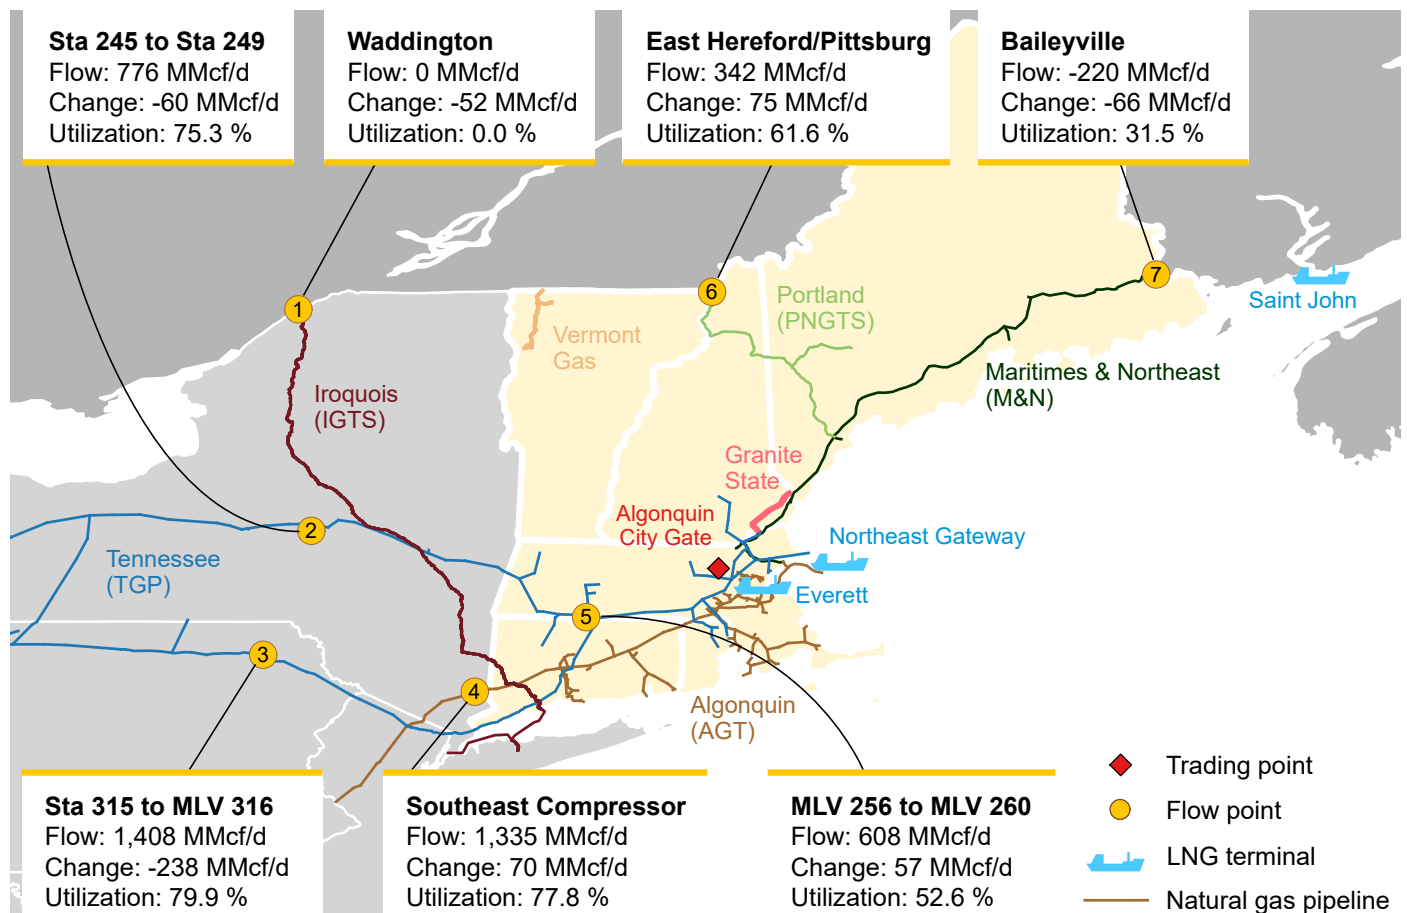 Sta 245 to Sta 249
Flow: 776 MMcf/d
Change: -60 MMcf/d
Utilization: 75.3 %
Waddington
Flow: 0 MMcf/d
Change: -52 MMcf/d
Utilization: 0.0 %
East Hereford/Pittsburg
Flow: 342 MMcf/d
Change: 75 MMcf/d
Utilization: 61.6 %
Baileyville
Flow: -220 MMcf/d
Change: -66 MMcf/d
Utilization: 31.5 %
7
6
1
Saint John
Portland
(PNGTS)
Vermont
Gas
Maritimes & Northeast
(M&N)
Iroquois
(IGTS)
Granite
State
Algonquin
City Gate
2
Northeast Gateway
Tennessee
(TGP)
Everett
5
3
4
Algonquin
(AGT)
Sta 315 to MLV 316
Flow: 1,408 MMcf/d
Change: -238 MMcf/d
Utilization: 79.9 %
Southeast Compressor
Flow: 1,335 MMcf/d
Change: 70 MMcf/d
Utilization: 77.8 %
MLV 256 to MLV 260
Flow: 608 MMcf/d
Change: 57 MMcf/d
Utilization: 52.6 %
Trading point
Flow point
LNG terminal
Natural gas pipeline